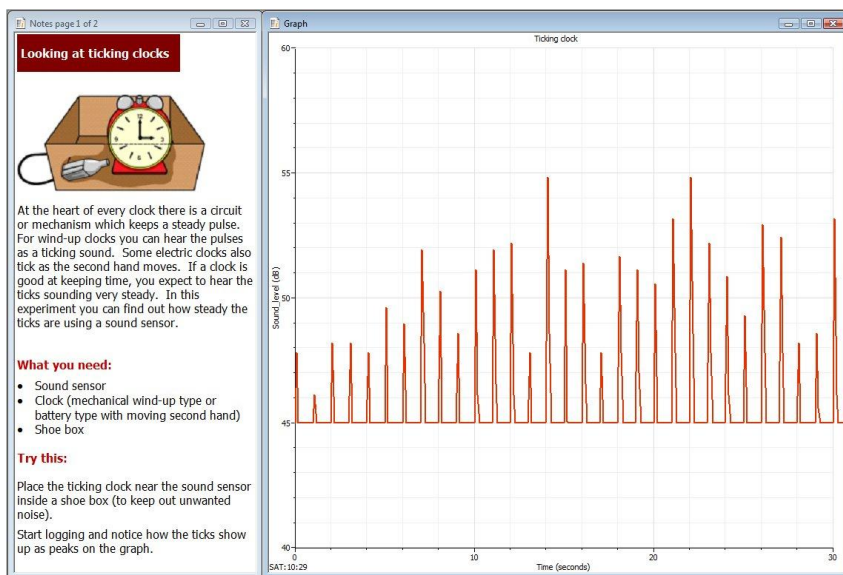 Notes page 1 of 2
Looking at ticking clocks
At the heart of every clock there is a circuit
or mechanism which keeps a steady pulse.
For wind-up clocks you can hear the pulses
as a ticking sound.  Some electric clocks also
tick as the second hand moves.  If a clock is
good at keeping time, you expect to hear the
ticks sounding very steady.  In this
experiment you can find out how steady the
ticks are using a sound sensor.
What you need:
• Sound sensor
• Clock (mechanical wind-up type or
battery type with moving second hand)
• Shoe box
Try this:
Place the ticking clock near the sound sensor
inside a shoe box (to keep out unwanted
noise).
Start logging and notice how the ticks show
up as peaks on the graph.
Graph
Ticking clock
60
55
50
45
40
Sound_level (dB)
0
10
20
30
SAT:10:29
Time (seconds)